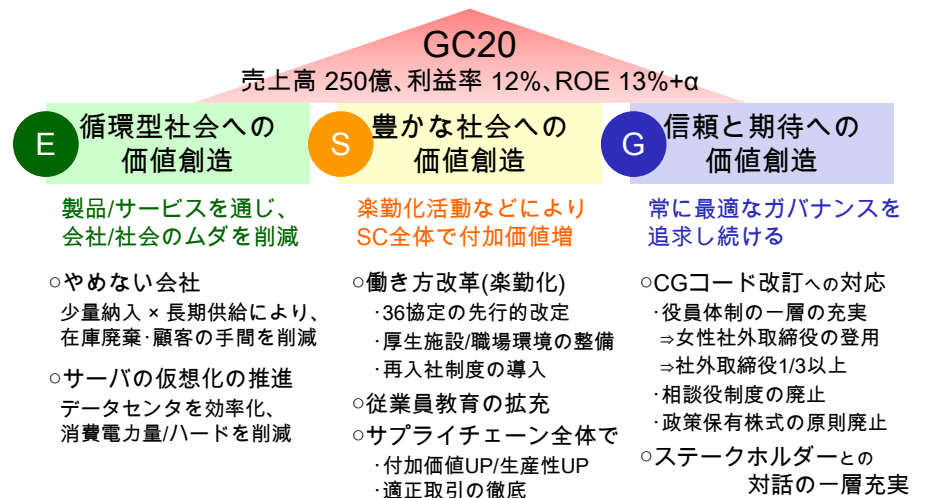 GC20
売上高 250億、利益率 12%、ROE 13%+α
E
循環型社会への
価値創造
製品/サービスを通じ、
会社/社会のムダを削減
○やめない会社
少量納入 × 長期供給により、
在庫廃棄・顧客の手間を削減
○サーバの仮想化の推進
データセンタを効率化、
消費電力量/ハードを削減
S
豊かな社会への
価値創造
楽勤化活動などにより
SC全体で付加価値増
○働き方改革(楽勤化)
・36協定の先行的改定
・厚生施設/職場環境の整備
・再入社制度の導入
○従業員教育の拡充
○サプライチェーン全体で
・付加価値UP/生産性UP
・適正取引の徹底
G
信頼と期待への
価値創造
常に最適なガバナンスを
追求し続ける
○CGコード改訂への対応
・役員体制の一層の充実
⇒女性社外取締役の登用
⇒社外取締役1/3以上
・相談役制度の廃止
・政策保有株式の原則廃止
○ステークホルダーとの
対話の一層充実